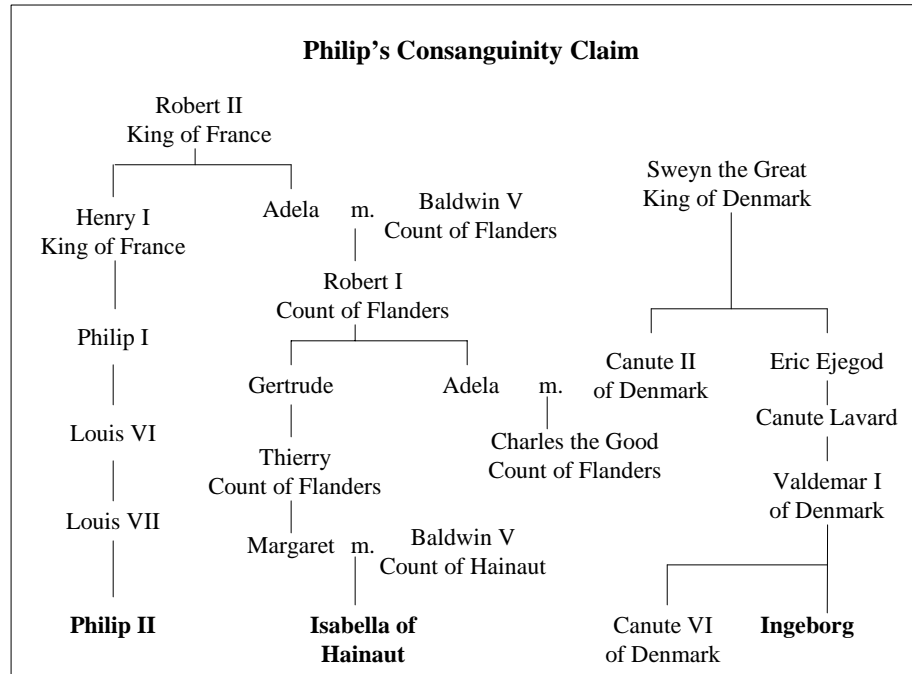 Philip’s Consanguinity Claim
Robert II
King of France
Sweyn the Great
King of Denmark
Henry I
King of France
Adela m.
Baldwin V
Count of Flanders
Robert I
Count of Flanders
Philip I
Canute II
of Denmark
Eric Ejegod
Gertrude
Adela m.
Canute Lavard
Louis VI
Charles the Good
Count of Flanders
Thierry
Count of Flanders
Valdemar I
of Denmark
Louis VII
Margaret m.
Baldwin V
Count of Hainaut
Philip II
Isabella of
Hainaut
Canute VI
of Denmark
Ingeborg